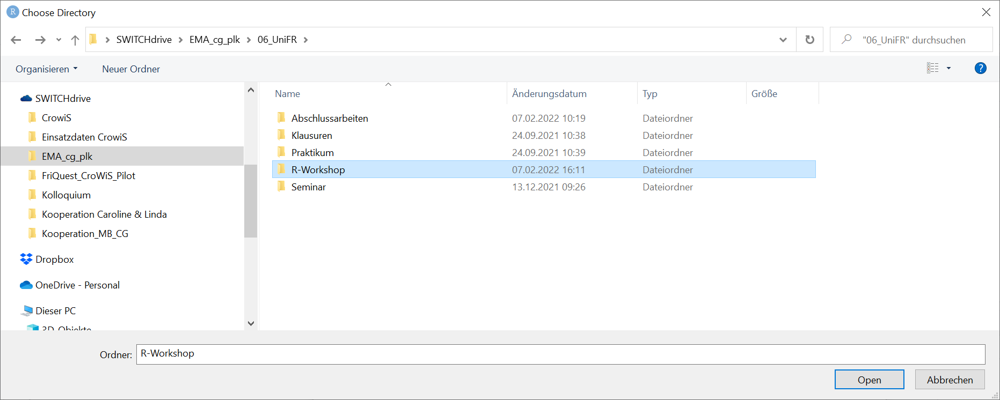 R Choose Directory
SWITCHdrive EMA_cg_plk 06_UniFR "06_UniFR" durchsuchen
Organisieren Neuer Ordner ?
SWITCHdrive
CrowiS
Einsatzdaten CrowiS
EMA_cg_plk
FriQuest_CroWiS_Pilot
Kolloquium
Kooperation Caroline & Linda
Kooperation_MB_CG
Dropbox
OneDrive - Personal
Dieser PC
3D-Objekte
Name Änderungsdatum Typ Größe
Abschlussarbeiten 07.02.2022 10:19 Dateiordner
Klausuren 24.09.2021 10:38 Dateiordner
Praktikum 24.09.2021 10:39 Dateiordner
R-Workshop 07.02.2022 16:11 Dateiordner
Seminar 13.12.2021 09:26 Dateiordner
Ordner: R-Workshop
Open Abbrechen